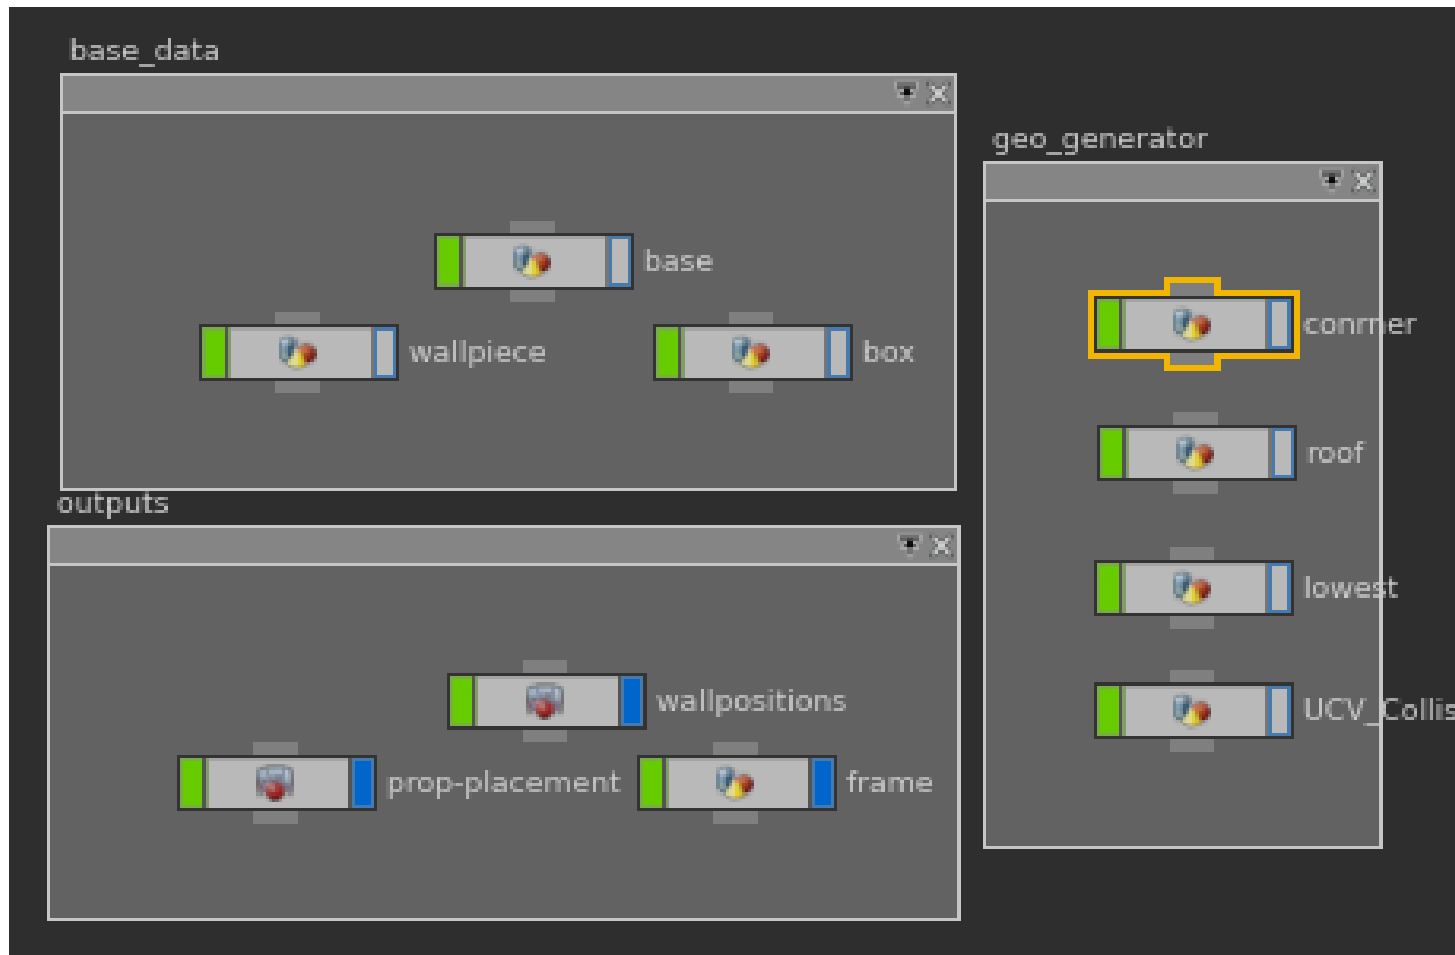 base_data
base
wallpiece
box
outputs
wallpositions
prop-placement
frame
geo_generator
conrner
roof
lowest
UCV_Collis